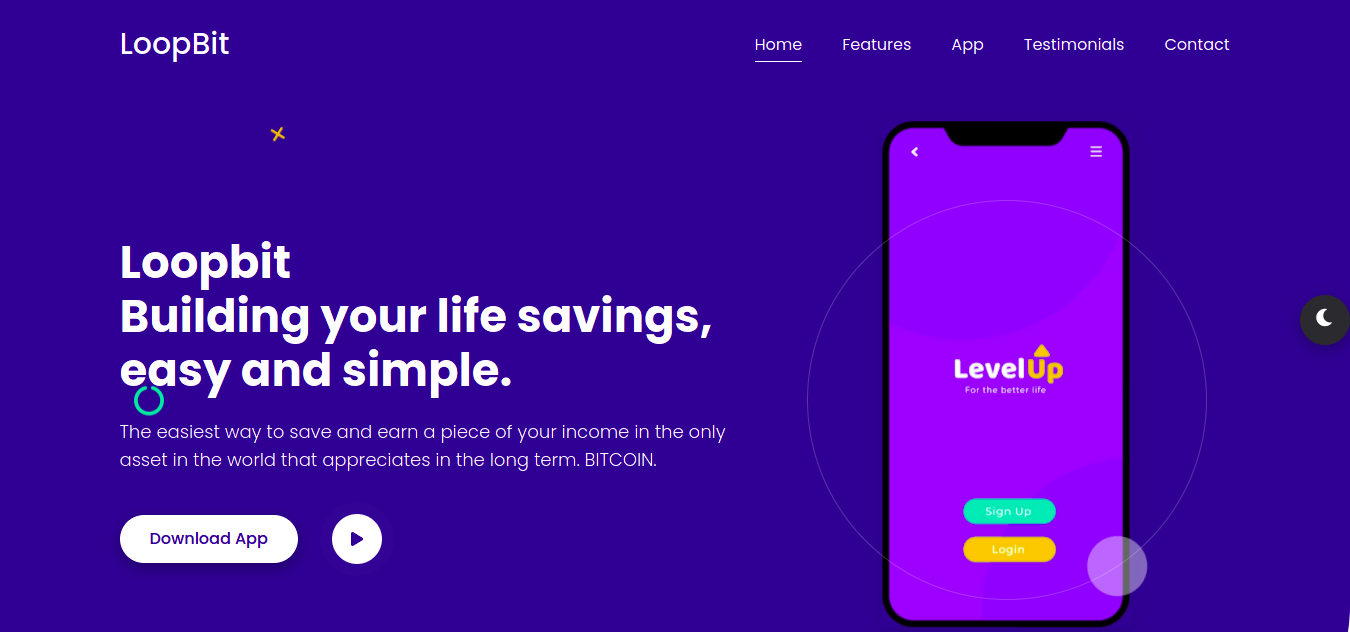 LoopBit
Home Features App Testimonials Contact
Loopbit
Building your life savings,
easy and simple.
The easiest way to save and earn a piece of your income in the only
asset in the world that appreciates in the long term. BITCOIN.
Download App
LevelUp
For the better life
Sign Up
Login